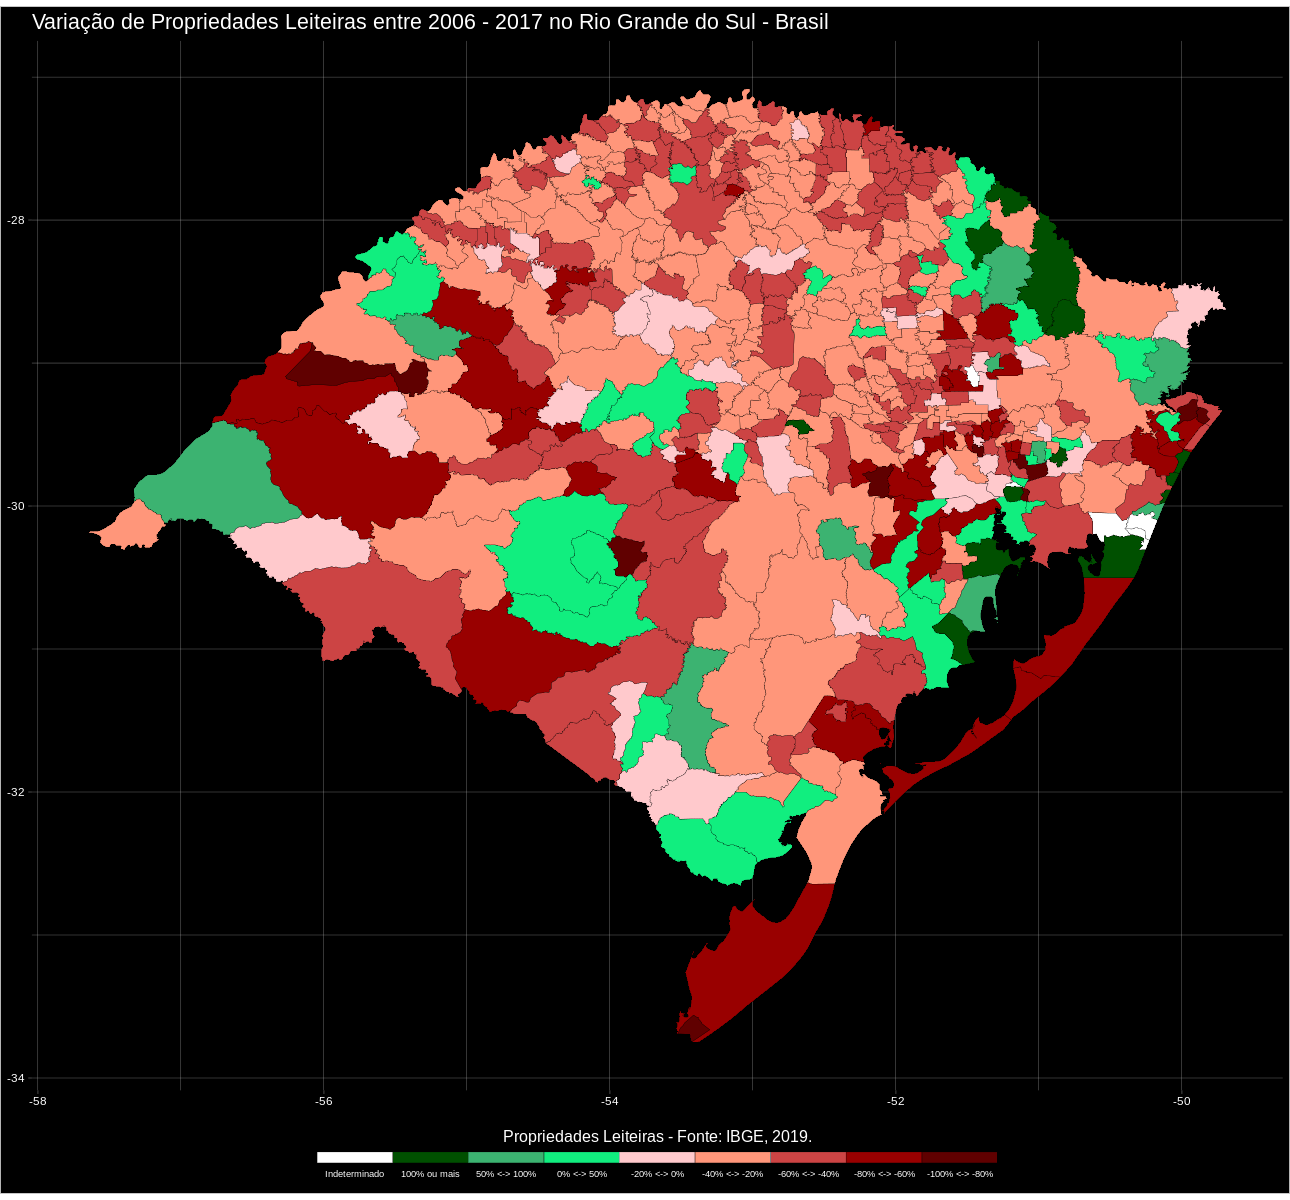 Variação de Propriedades Leiteiras entre 2006 - 2017 no Rio Grande do Sul - Brasil
-28
-30
-32
-34
-58 -56 -54 -52 -50
Propriedades Leiteiras - Fonte: IBGE, 2019.
Indeterminado 100% ou mais 50% <-> 100% 0% <-> 50% -20% <-> 0% -40% <-> -20% -60% <-> -40% -80% <-> -60% -100% <-> -80%